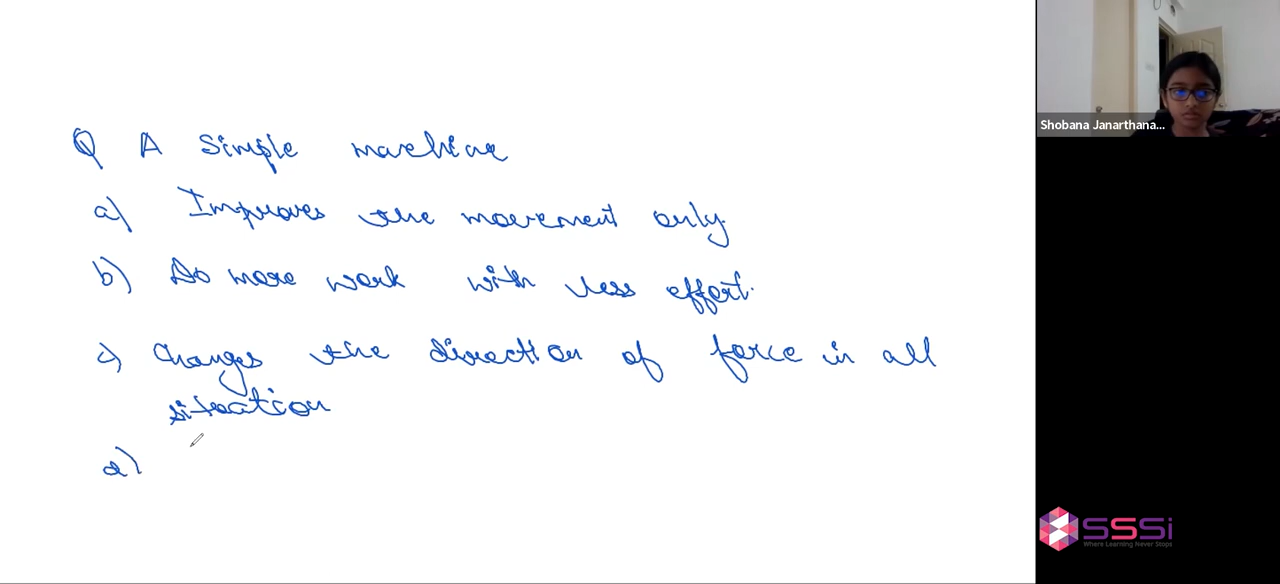 Q A Simple machine
a) Improves the movement only.
b) Do more work with less effort.
c) Changes the direction of force in all
situation
d)
Shobana Janarthana...
SSSi
Where Learning Never Stops